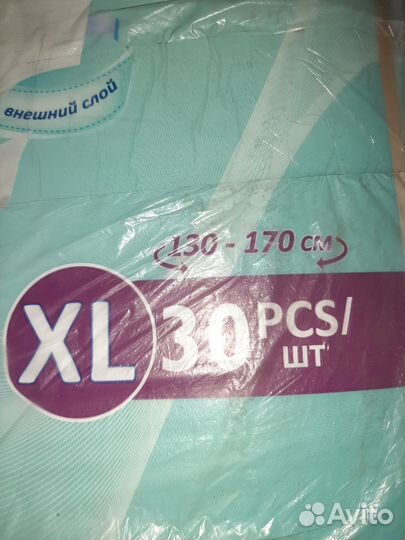 внешний слой
130 - 170 см
XL 30 PCS/
шт
Avito